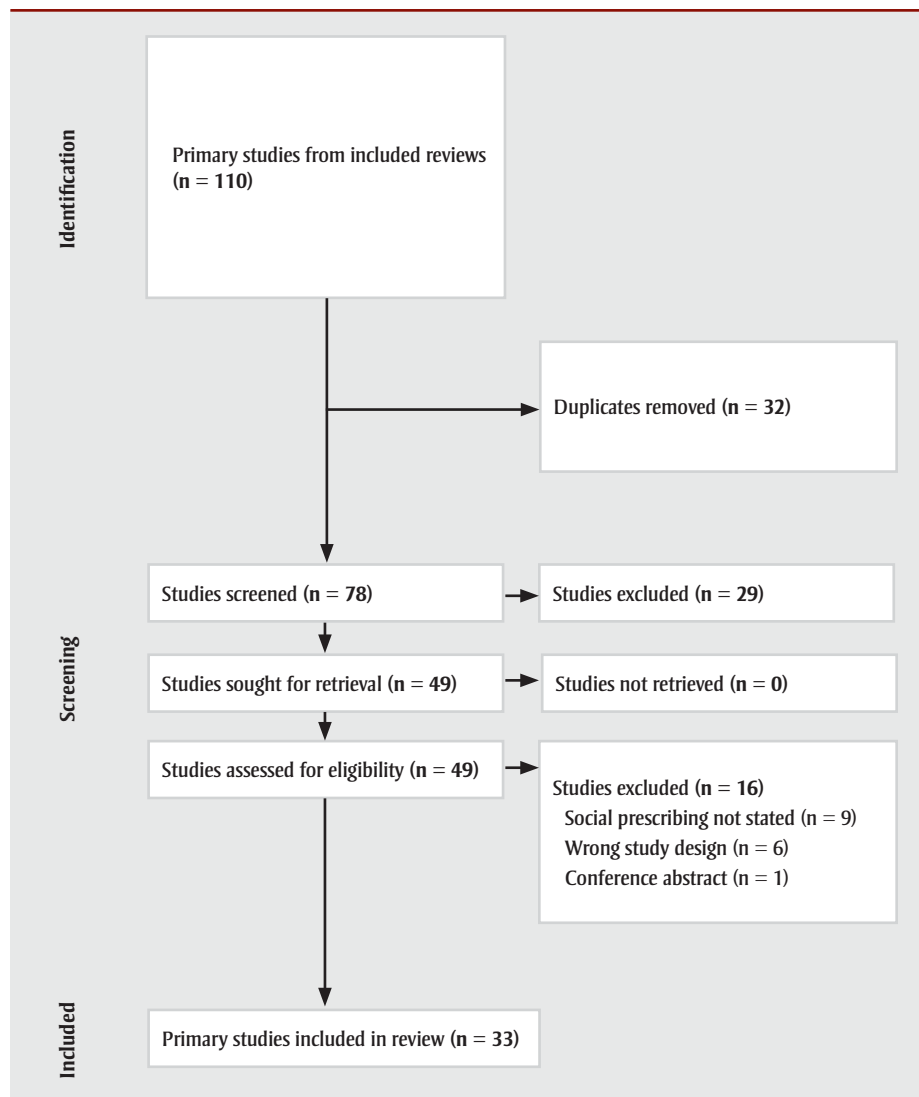 Identification
Primary studies from included reviews
(n = 110)
Duplicates removed (n = 32)
Screening
Studies screened (n = 78)
Studies excluded (n = 29)
Studies sought for retrieval (n = 49)
Studies not retrieved (n = 0)
Studies assessed for eligibility (n = 49)
Studies excluded (n = 16)
Social prescribing not stated (n = 9)
Wrong study design (n = 6)
Conference abstract (n = 1)
Included
Primary studies included in review (n = 33)